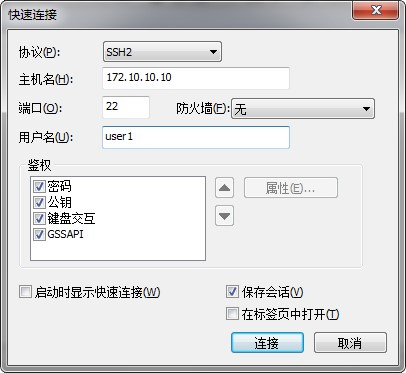 快速连接
协议(P): SSH2
主机名(H): 172.10.10.10
端口(O): 22 防火墙(F): 无
用户名(U): user1
鉴权
密码
公钥 属性(E)...
键盘交互
GSSAPI
启动时显示快速连接(W) 保存会话(V)
在标签页中打开(T)
连接 取消